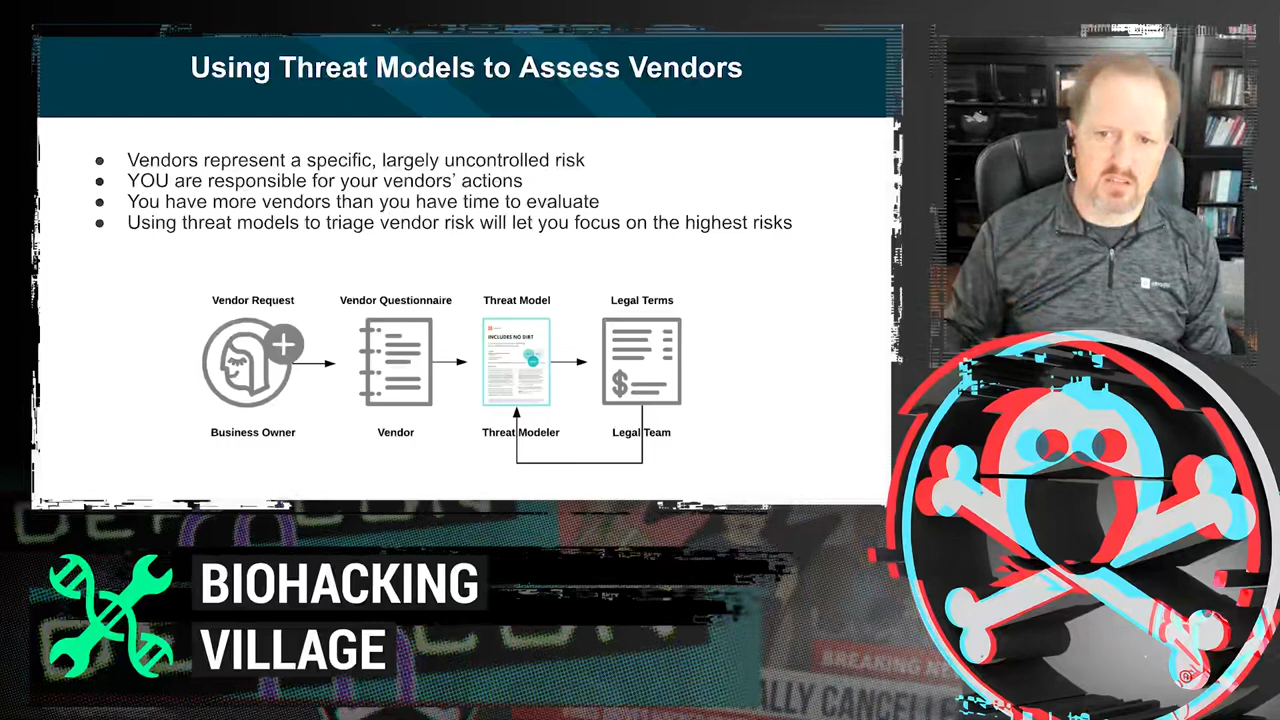 Using Threat Models to Assess Vendors
● Vendors represent a specific, largely uncontrolled risk
● YOU are responsible for your vendors' actions
● You have more vendors than you have time to evaluate
● Using threat models to triage vendor risk will let you focus on the highest risks
Vendor Request
Vendor Questionnaire
Threat Model
Legal Terms
INCLUDES NO DIRT
$
Business Owner
Vendor
Threat Modeler
Legal Team
BIOHACKING
VILLAGE
BREAKING NE
ALLY CANCELLE